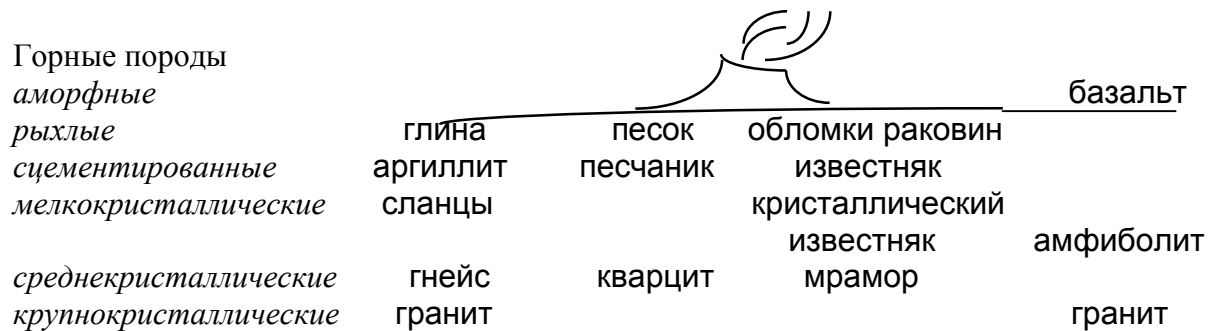 Горные породы
аморфные базальт
рыхлые глина песок обломки раковин
сцементированные аргиллит песчаник известняк
мелкокристаллические сланцы кристаллический
известняк амфиболит
среднекристаллические гнейс кварцит мрамор
крупнокристаллические гранит гранит